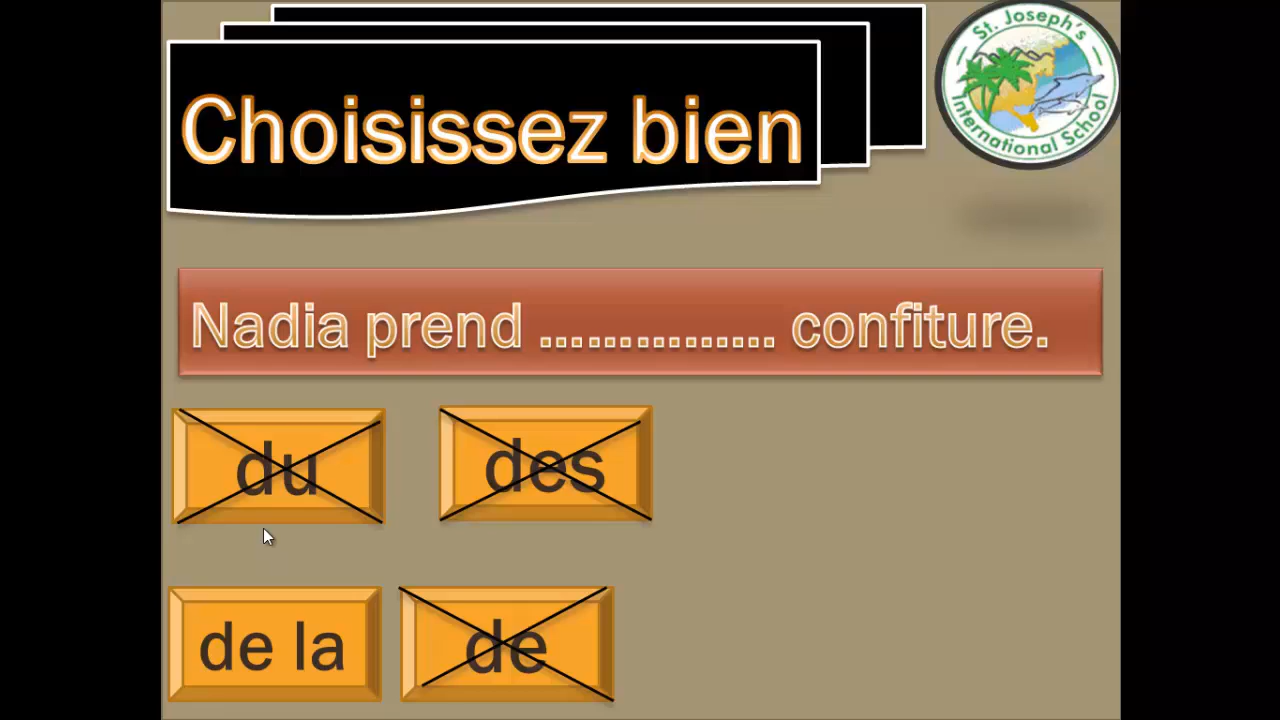 St. Joseph's
International School
Choisissez bien
Nadia prend ............... confiture.
du
des
de la
de